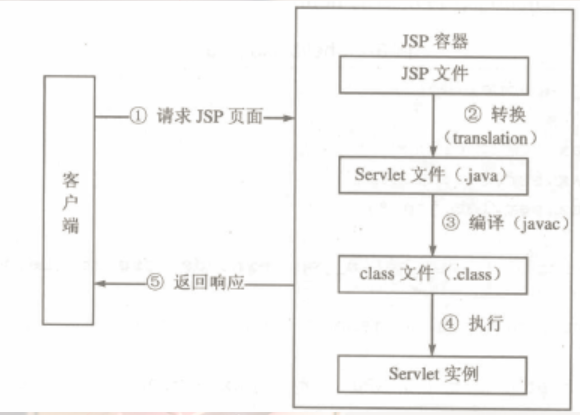 JSP 容器
JSP 文件
① 请求 JSP 页面
② 转换
（translation）
客户端
Servlet 文件（.java）
③ 编译（javac）
class 文件（.class）
⑤ 返回响应
④ 执行
Servlet 实例